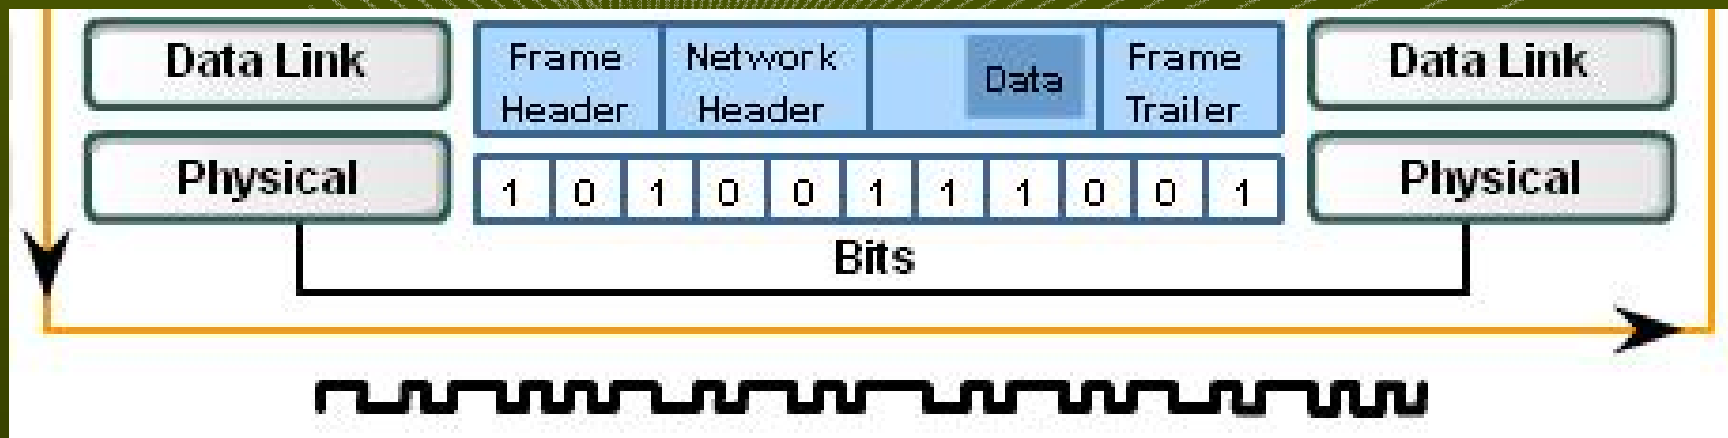 Data Link
Frame Header
Network Header
Data
Frame Trailer
Data Link
Physical
1 0 1 0 0 1 1 1 0 0 1
Physical
Bits